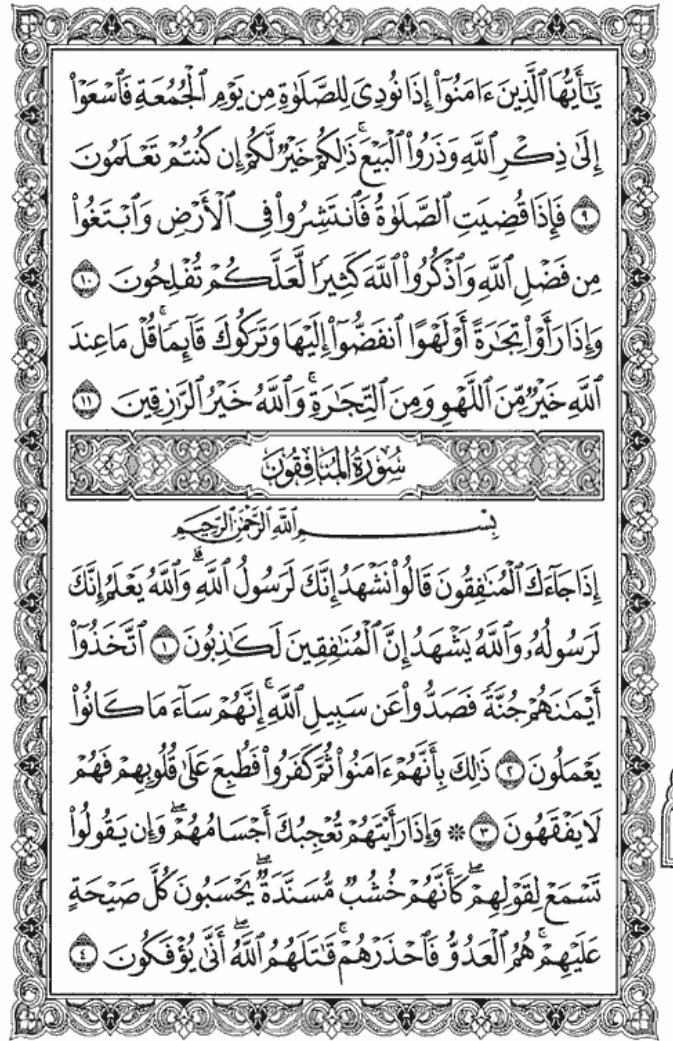 يَٰٓأَيُّهَا ٱلَّذِينَ ءَامَنُوٓا۟ إِذَا نُودِىَ لِلصَّلَوٰةِ مِن يَوْمِ ٱلْجُمُعَةِ فَٱسْعَوْا۟
إِلَىٰ ذِكْرِ ٱللَّهِ وَذَرُوا۟ ٱلْبَيْعَ ۚ ذَٰلِكُمْ خَيْرٌ لَّكُمْ إِن كُنتُمْ تَعْلَمُونَ
٩ فَإِذَا قُضِيَتِ ٱلصَّلَوٰةُ فَٱنتَشِرُوا۟ فِى ٱلْأَرْضِ وَٱبْتَغُوا۟
مِن فَضْلِ ٱللَّهِ وَٱذْكُرُوا۟ ٱللَّهَ كَثِيرًا لَّعَلَّكُمْ تُفْلِحُونَ ١٠
وَإِذَا رَأَوْا۟ تِجَٰرَةً أَوْ لَهْوًا ٱنفَضُّوٓا۟ إِلَيْهَا وَتَرَكُوكَ قَآئِمًا ۚ قُلْ مَا عِندَ
ٱللَّهِ خَيْرٌ مِّنَ ٱللَّهْوِ وَمِنَ ٱلتِّجَٰرَةِ ۚ وَٱللَّهُ خَيْرُ ٱلرَّٰزِقِينَ ١١
سُورَةُ المُنَافِقُونَ
بِسْمِ ٱللَّهِ ٱلرَّحْمَٰنِ ٱلرَّحِيمِ
إِذَا جَآءَكَ ٱلْمُنَٰفِقُونَ قَالُوا۟ نَشْهَدُ إِنَّكَ لَرَسُولُ ٱللَّهِ ۗ وَٱللَّهُ يَعْلَمُ إِنَّكَ
لَرَسُولُهُۥ وَٱللَّهُ يَشْهَدُ إِنَّ ٱلْمُنَٰفِقِينَ لَكَٰذِبُونَ ١ ٱتَّخَذُوٓا۟
أَيْمَٰنَهُمْ جُنَّةً فَصَدُّوا۟ عَن سَبِيلِ ٱللَّهِ ۚ إِنَّهُمْ سَآءَ مَا كَانُوا۟
يَعْمَلُونَ ٢ ذَٰلِكَ بِأَنَّهُمْ ءَامَنُوا۟ ثُمَّ كَفَرُوا۟ فَطُبِعَ عَلَىٰ قُلُوبِهِمْ فَهُمْ
لَا يَفْقَهُونَ ٣ ۞ وَإِذَا رَأَيْتَهُمْ تُعْجِبُكَ أَجْسَامُهُمْ ۖ وَإِن يَقُولُوا۟
تَسْمَعْ لِقَوْلِهِمْ ۖ كَأَنَّهُمْ خُشُبٌ مُّسَنَّدَةٌ ۖ يَحْسَبُونَ كُلَّ صَيْحَةٍ
عَلَيْهِمْ ۚ هُمُ ٱلْعَدُوُّ فَٱحْذَرْهُمْ ۚ قَٰتَلَهُمُ ٱللَّهُ ۖ أَنَّىٰ يُؤْفَكُونَ ٤